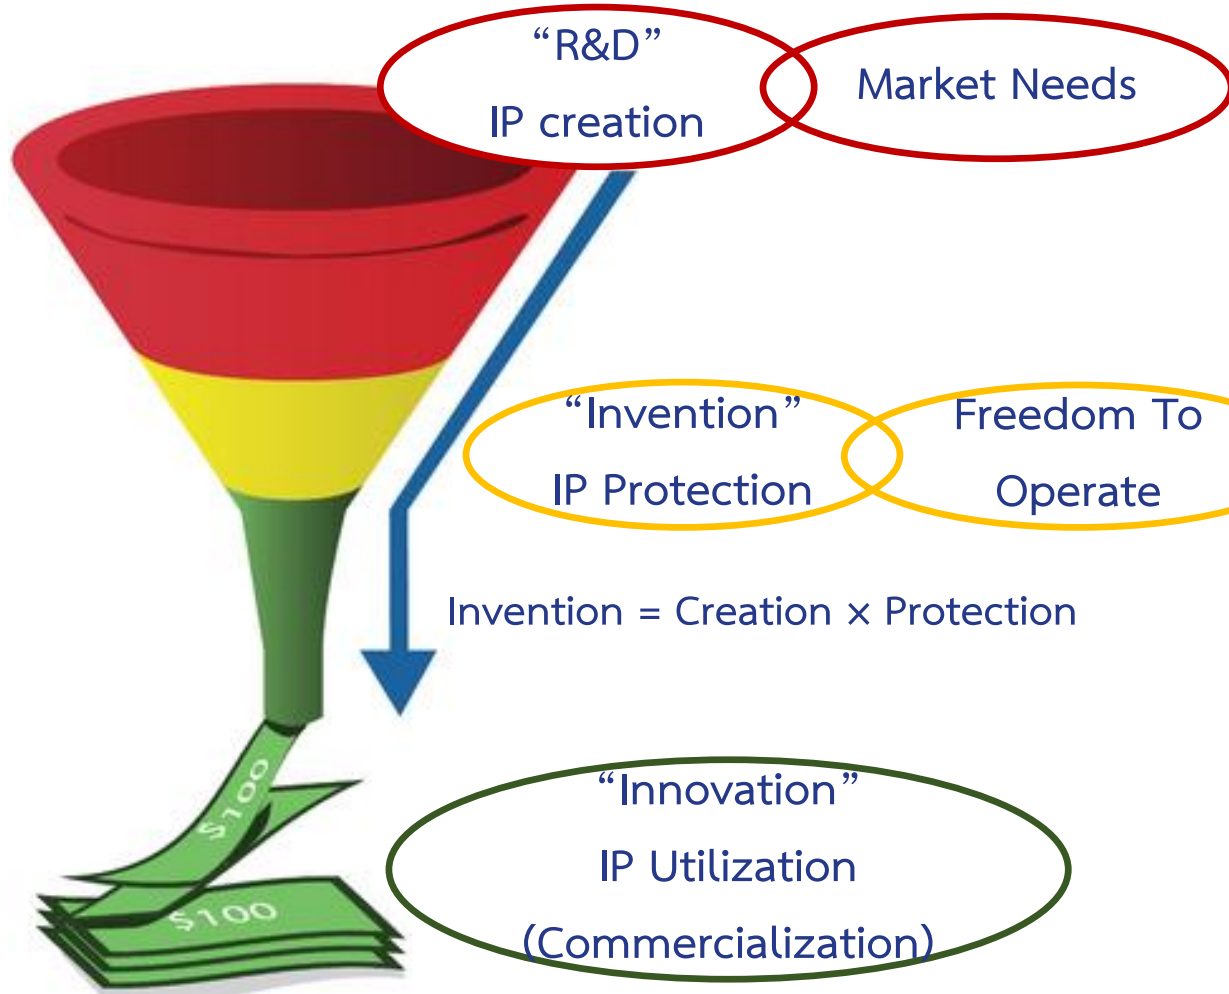 “R&D”
IP creation
Market Needs
“Invention”
IP Protection
Freedom To
Operate
Invention = Creation × Protection
$100
$100
“Innovation”
IP Utilization
(Commercialization)